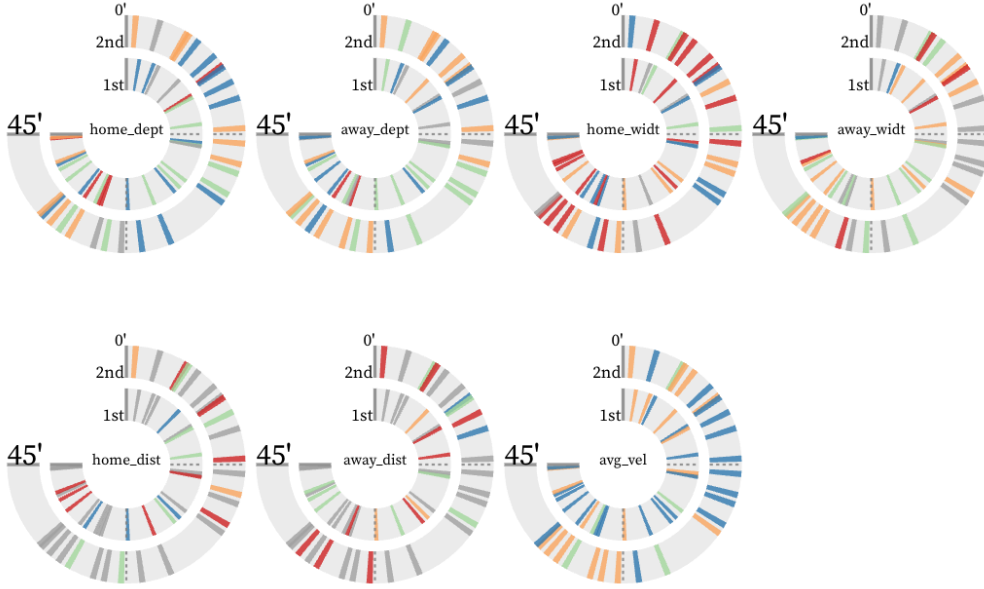 0' 0' 0' 0'
2nd 2nd 2nd 2nd
1st 1st 1st 1st
45' home_dept 45' away_dept 45' home_widt 45' away_widt
0' 0' 0'
2nd 2nd 2nd
1st 1st 1st
45' home_dist 45' away_dist 45' avg_vel